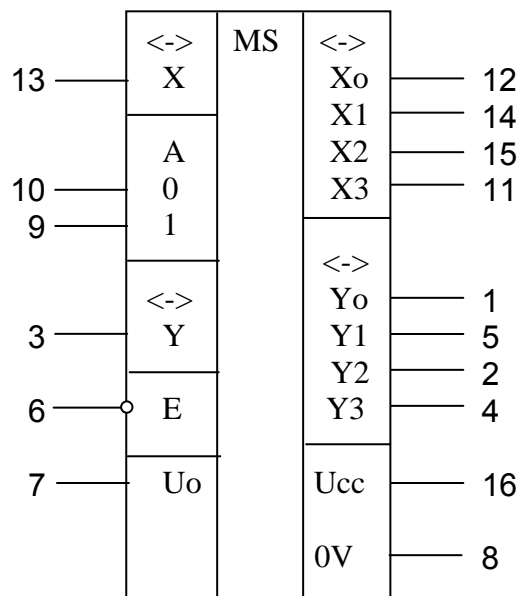 <-> MS <->
13 X Xo 12
X1 14
A X2 15
10 0 X3 11
9 1
<-> <->
Yo 1
3 Y Y1 5
Y2 2
6 E Y3 4
7 Uo Ucc 16
0V 8